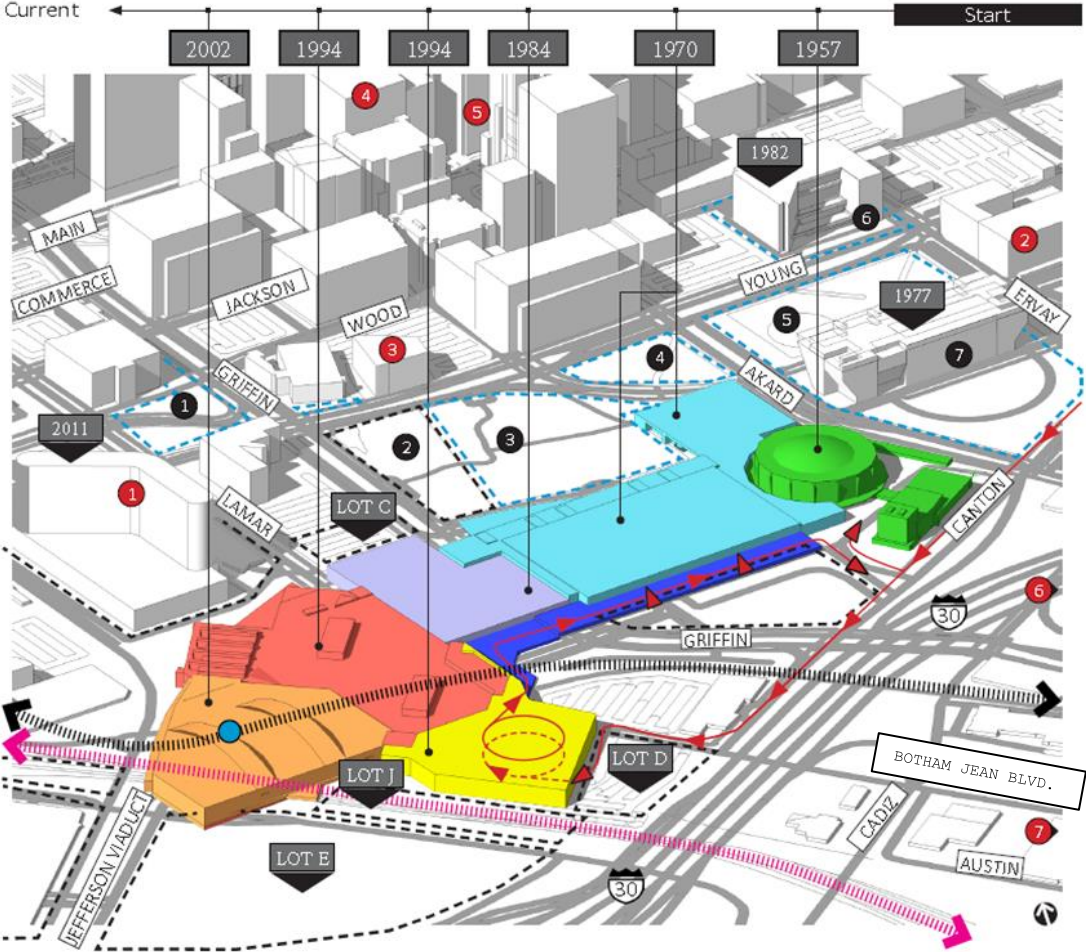 Current
Start
2002
1994
1994
1984
1970
1957
4
5
1982
6
2
MAIN
COMMERCE
JACKSON
WOOD
YOUNG
1977
ERVAY
5
3
4
7
GRIFFIN
AKARD
1
2
3
2011
1
LAMAR
LOT C
CANTON
6
30
GRIFFIN
LOT D
BOTHAM JEAN BLVD.
LOT J
CADIZ
7
JEFFERSON VIADUCT
LOT E
AUSTIN
30